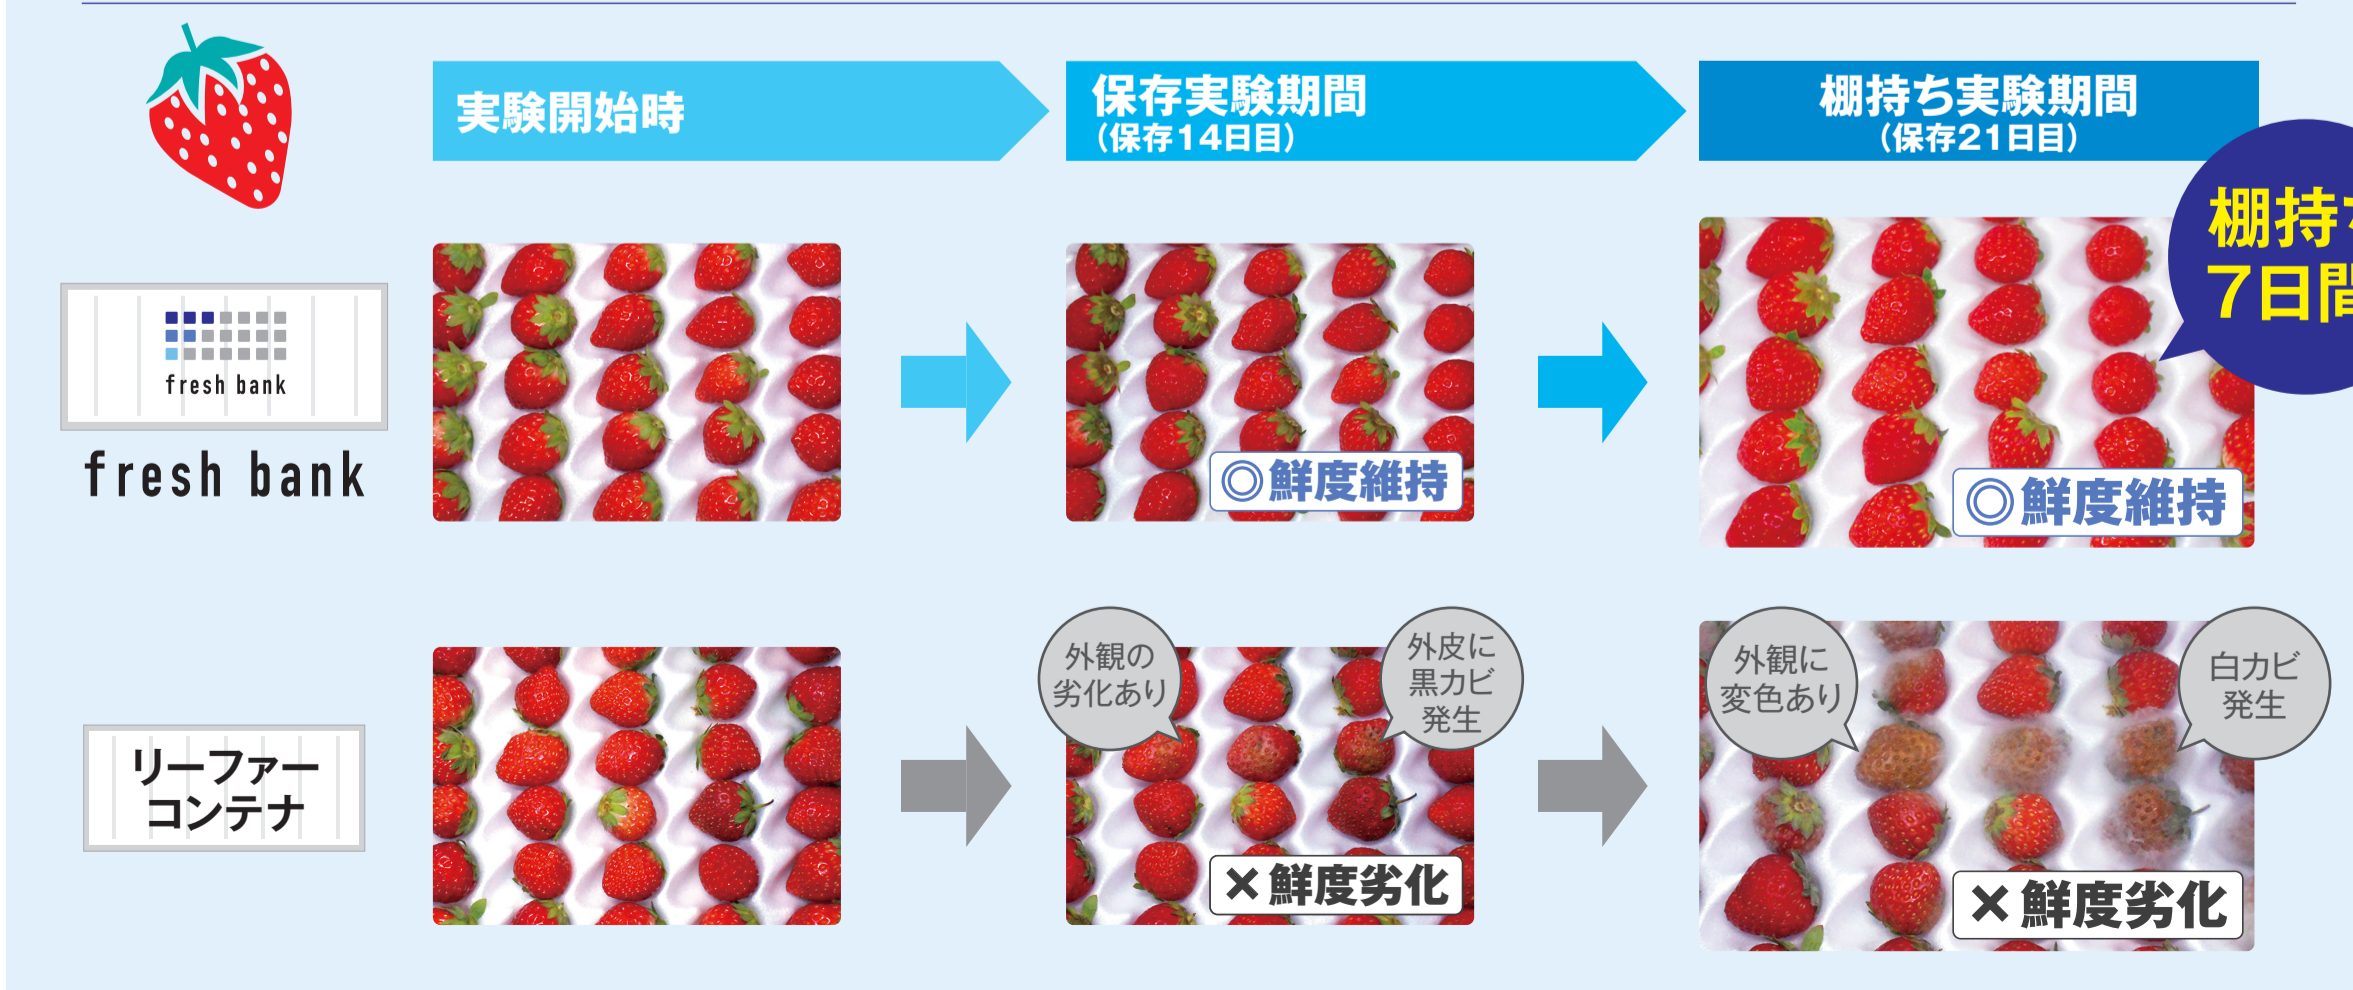 実験開始時
保存実験期間
(保存14日目)
棚持ち実験期間
(保存21日目)
棚持ち
7日間
fresh bank
fresh bank
◎鮮度維持
◎鮮度維持
リーファー
コンテナ
外観の
劣化あり
外皮に
黒カビ
発生
×鮮度劣化
外観に
変色あり
白カビ
発生
×鮮度劣化